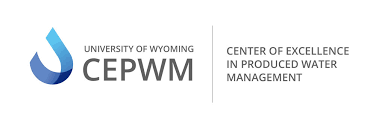 UNIVERSITY OF WYOMING
CEPWM
CENTER OF EXCELLENCE
IN PRODUCED WATER
MANAGEMENT